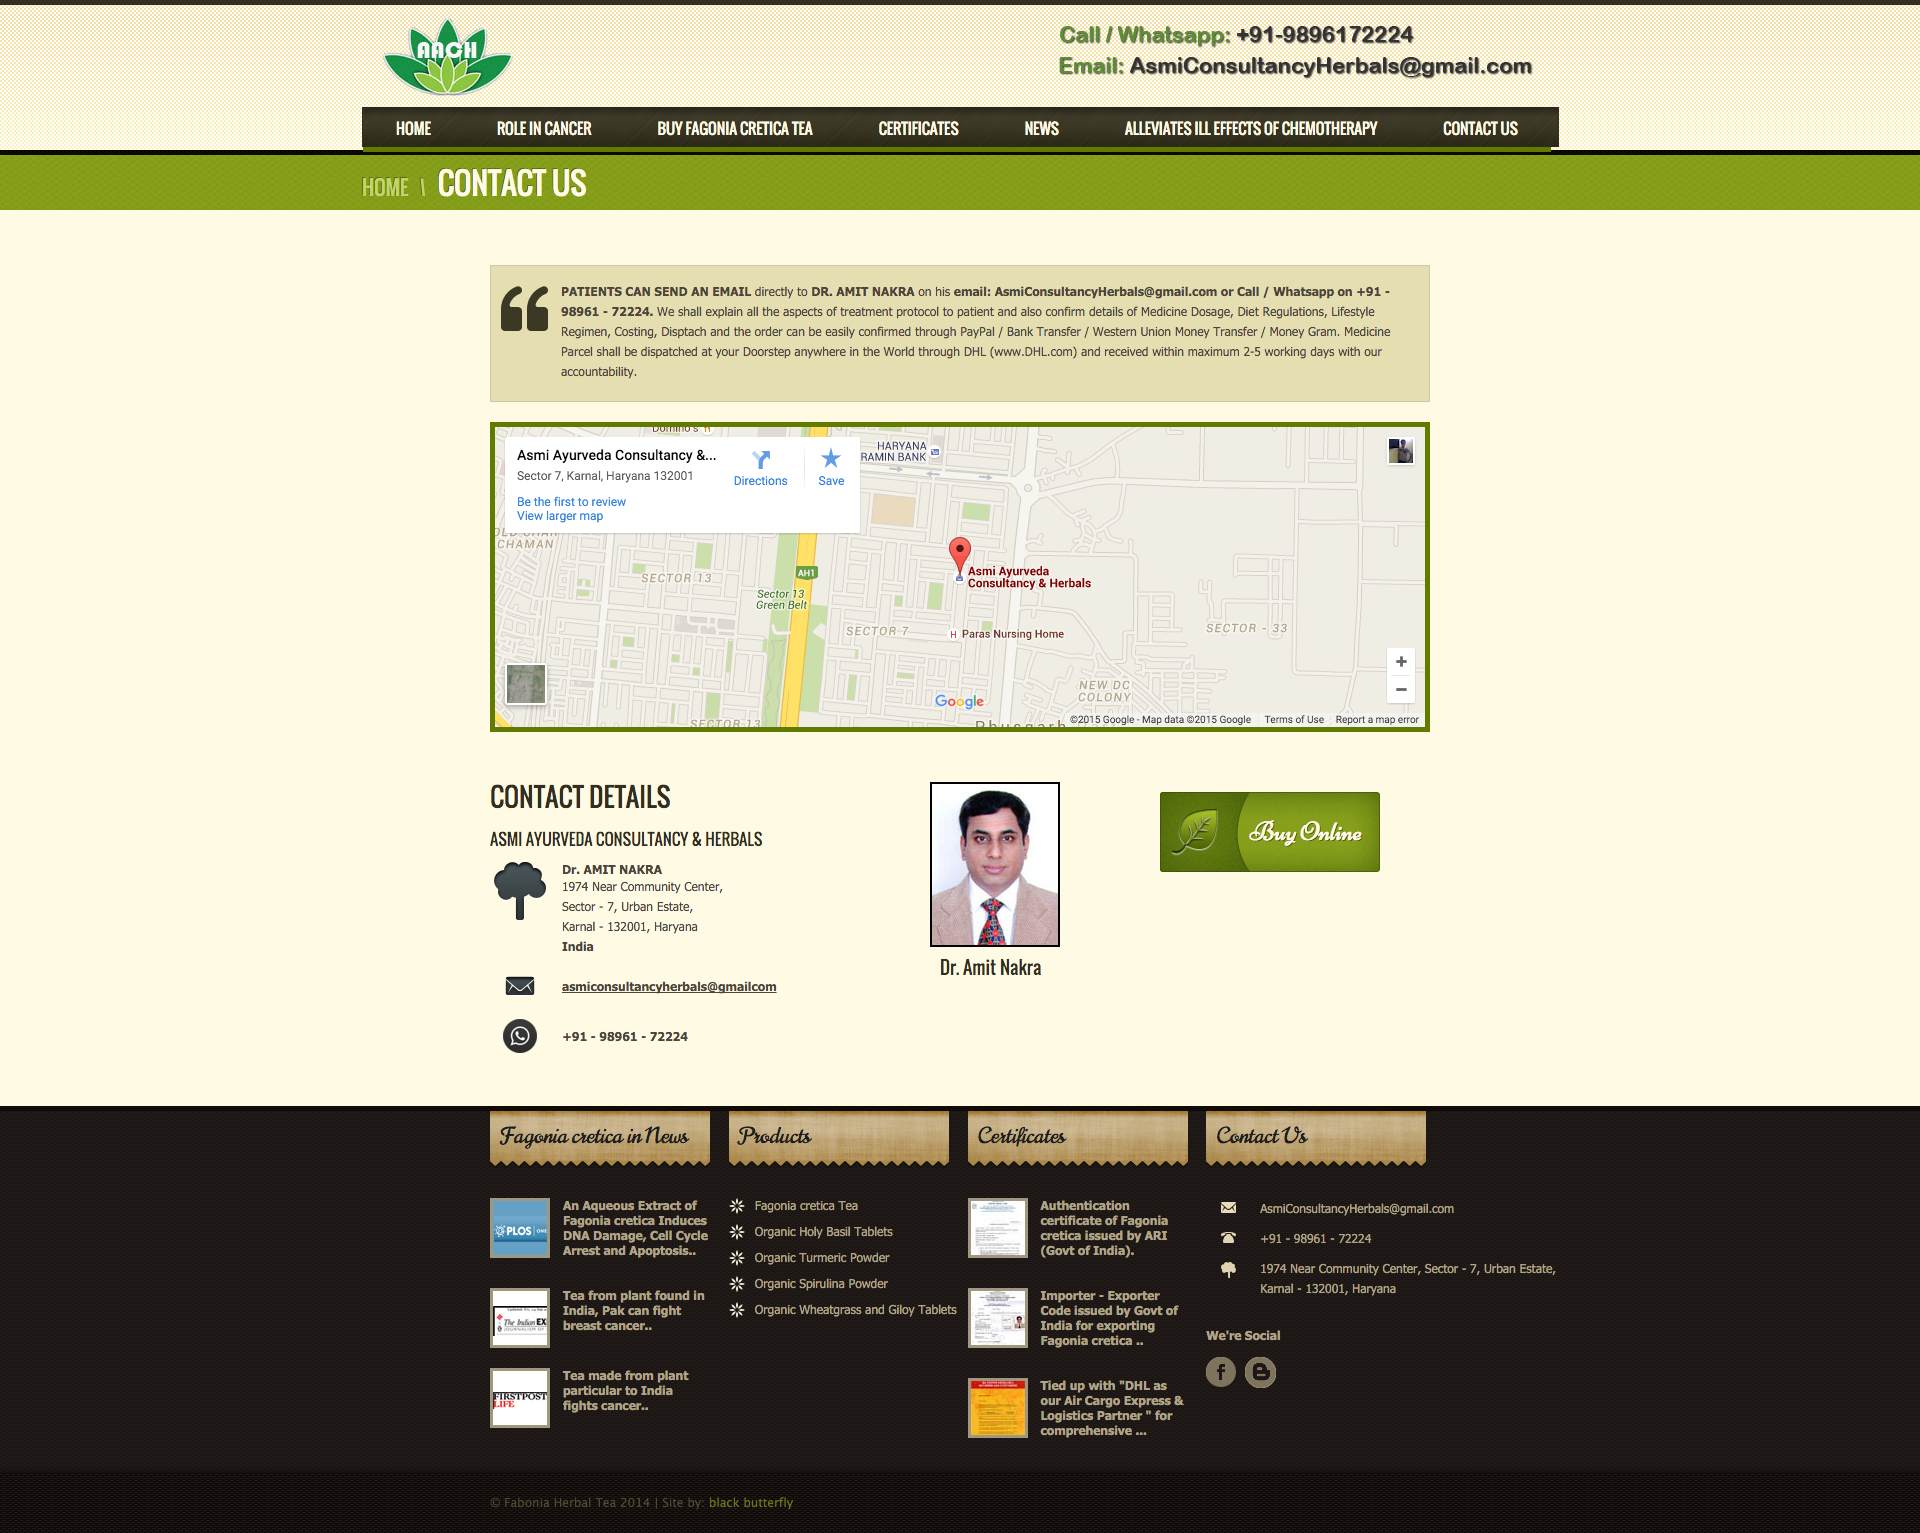 AACH
Call / Whatsapp: +91-9896172224
Email: AsmiConsultancyHerbals@gmail.com
HOME
ROLE IN CANCER
BUY FAGONIA CRETICA TEA
CERTIFICATES
NEWS
ALLEVIATES ILL EFFECTS OF CHEMOTHERAPY
CONTACT US
HOME \ CONTACT US
PATIENTS CAN SEND AN EMAIL directly to DR. AMIT NAKRA on his email: AsmiConsultancyHerbals@gmail.com or Call / Whatsapp on +91 -
98961 - 72224. We shall explain all the aspects of treatment protocol to patient and also confirm details of Medicine Dosage, Diet Regulations, Lifestyle
Regimen, Costing, Disptach and the order can be easily confirmed through PayPal / Bank Transfer / Western Union Money Transfer / Money Gram. Medicine
Parcel shall be dispatched at your Doorstep anywhere in the World through DHL (www.DHL.com) and received within maximum 2-5 working days with our
accountability.
Domino's
Asmi Ayurveda Consultancy &...
Sector 7, Karnal, Haryana 132001
Be the first to review
View larger map
Directions
Save
HARYANA
RAMIN BANK
CHAMAN
SECTOR 13
AH1
Sector 13
Green Belt
Asmi Ayurveda
Consultancy & Herbals
SECTOR 7
H Paras Nursing Home
SECTOR - 33
NEW DC
COLONY
Google
SECTOR 13
Phusgarh
©2015 Google - Map data ©2015 Google
Terms of Use
Report a map error
CONTACT DETAILS
ASMI AYURVEDA CONSULTANCY & HERBALS
Dr. AMIT NAKRA
1974 Near Community Center,
Sector - 7, Urban Estate,
Karnal - 132001, Haryana
India
asmiconsultancyherbals@gmailcom
+91 - 98961 - 72224
Dr. Amit Nakra
Buy Online
Fagonia cretica in News
An Aqueous Extract of
Fagonia cretica Induces
DNA Damage, Cell Cycle
Arrest and Apoptosis..
PLOS ONE
Tea from plant found in
India, Pak can fight
breast cancer..
The Indian EX
JOURNALISM OF
Tea made from plant
particular to India
fights cancer..
FIRSTPOST
LIFE
Products
Fagonia cretica Tea
Organic Holy Basil Tablets
Organic Turmeric Powder
Organic Spirulina Powder
Organic Wheatgrass and Giloy Tablets
Certificates
Authentication
certificate of Fagonia
cretica issued by ARI
(Govt of India).
Importer - Exporter
Code issued by Govt of
India for exporting
Fagonia cretica ..
Tied up with "DHL as
our Air Cargo Express &
Logistics Partner " for
comprehensive ...
Contact Us
AsmiConsultancyHerbals@gmail.com
+91 - 98961 - 72224
1974 Near Community Center, Sector - 7, Urban Estate,
Karnal - 132001, Haryana
We're Social
© Fabonia Herbal Tea 2014 | Site by: black butterfly